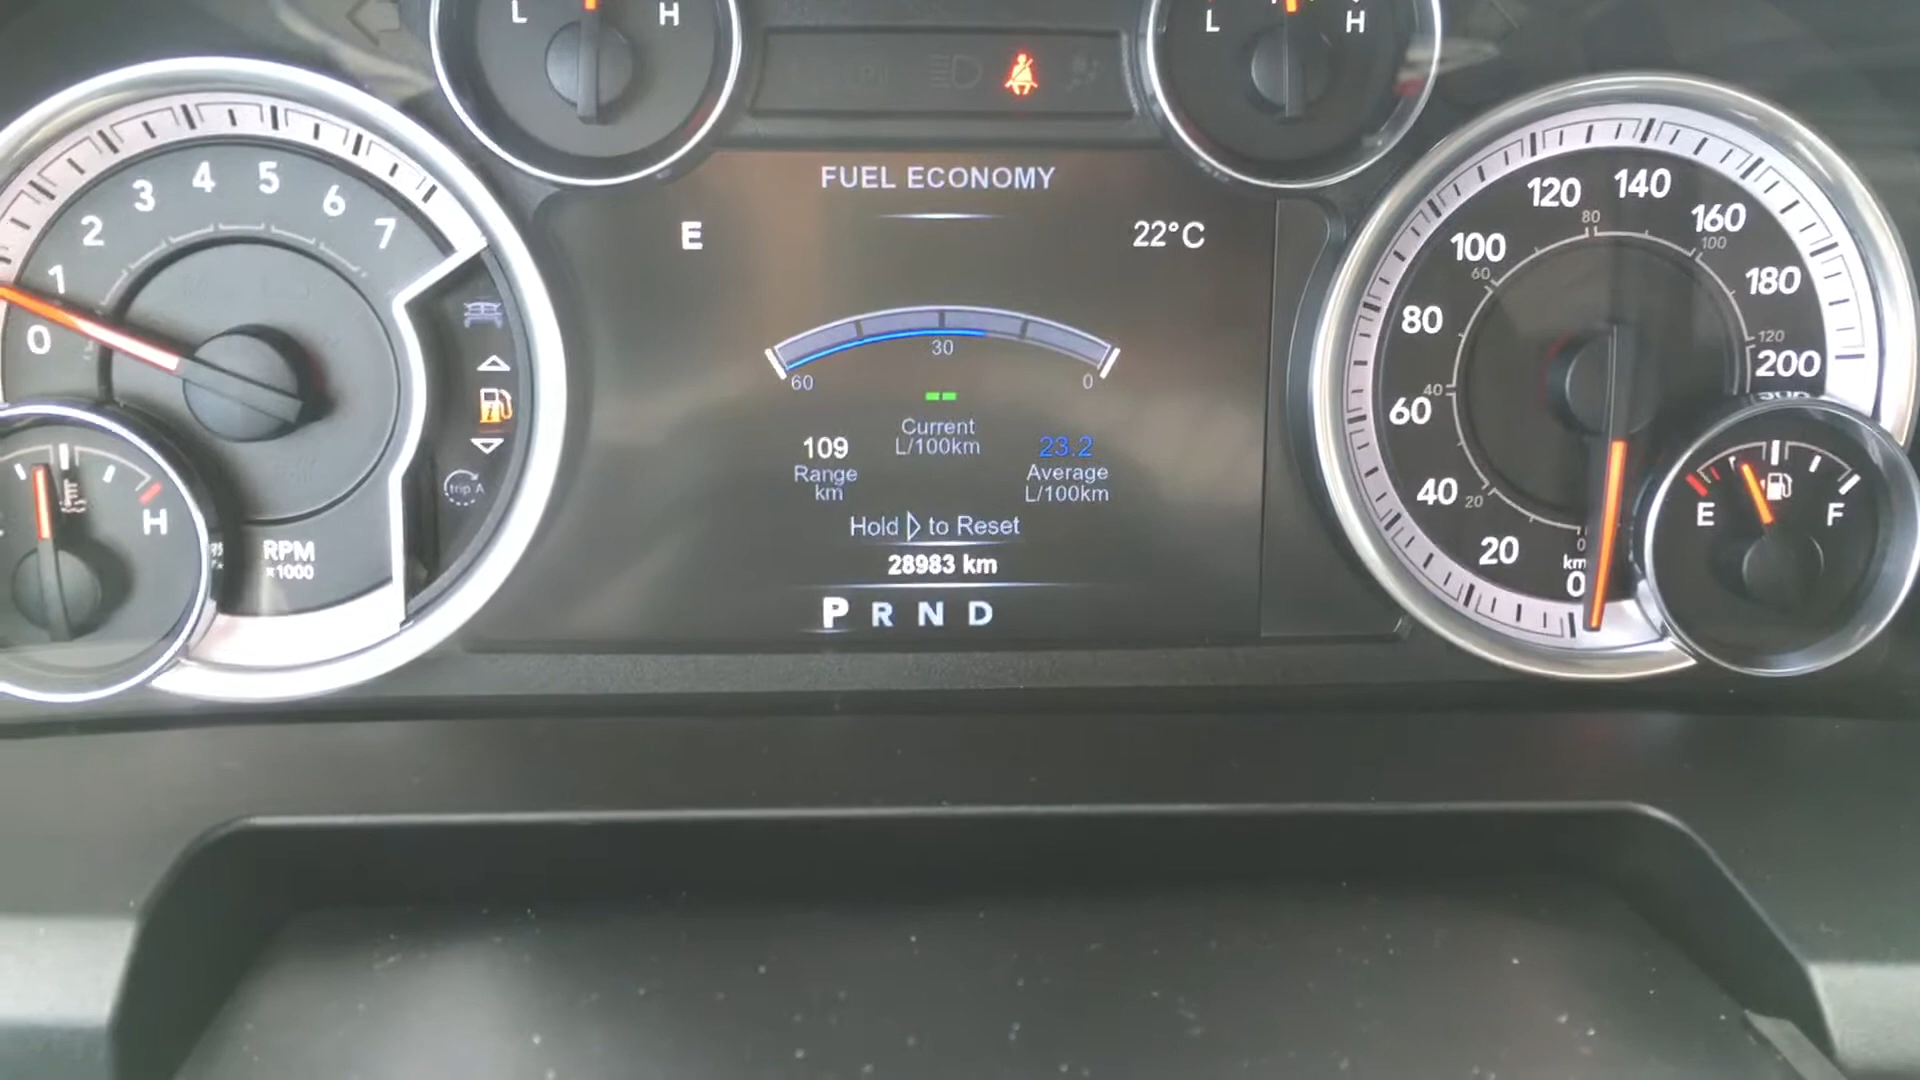 L H
L H
FUEL ECONOMY
E 22°C
60 30 0
Current
L/100km
109
Range
km
23.2
Average
L/100km
Hold to Reset
28983 km
P R N D
0 1 2 3 4 5 6 7
RPM
×1000
trip A
H
0 20 40 60 80 100 120 140 160 180 200
km
0 20 40 60 80 100 120
E F